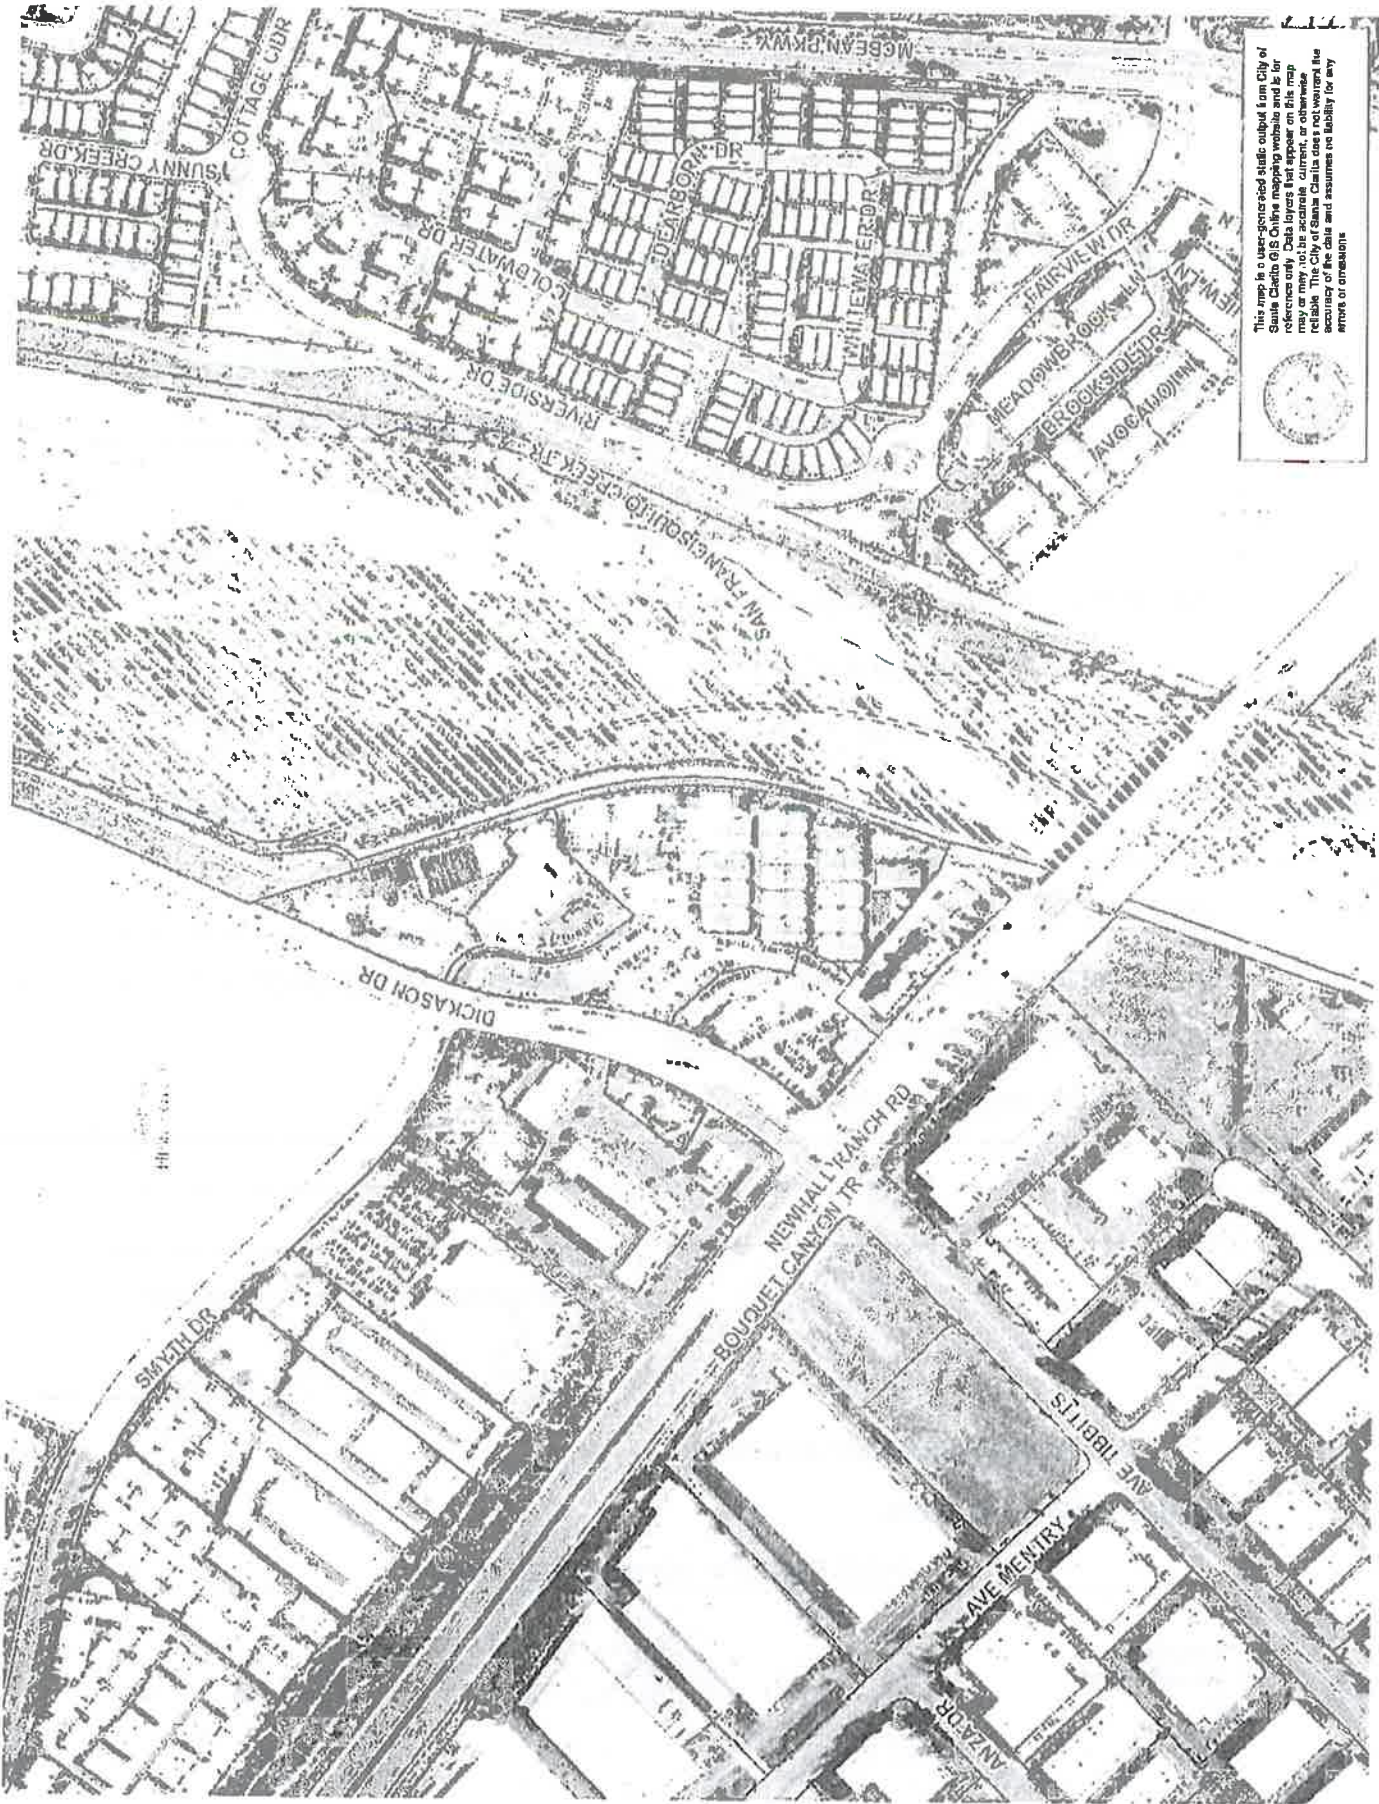 MCBEAN PKWY
COTTAGE CIDR
SUNNY CREEK DR
DEARBORN
DR
COLDWATER DR
WHITEWATER DR
RIVERSIDE DR
SAN FRANCISQUITO CREEK TR
FAIRVIEW DR
MEADOWBROOK LN
BROOKSIDE DR
DICKASON DR
SMYTH DR
NEWHALL RANCH RD
BOUQUET CANYON TR
AVE TIBBITTS
AVE MENTRY
ANZA DR
This map is a user-generated static output from City of
Santa Clarita GIS Online mapping website and is for
reference only. Data layers that appear on this map
may or may not be accurate, current, or otherwise
reliable. The City of Santa Clarita does not warrant the
accuracy of the data and assumes no liability for any
errors or omissions